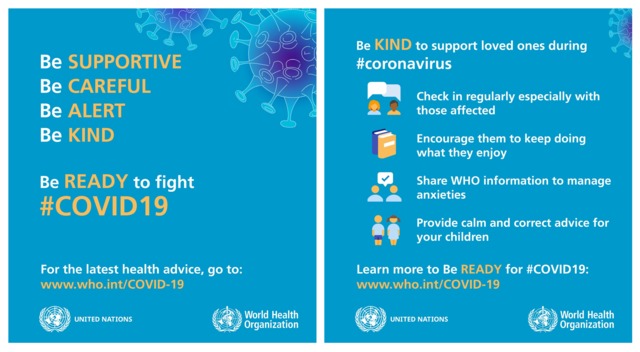 Be SUPPORTIVE
Be CAREFUL
Be ALERT
Be KIND
Be READY to fight
#COVID19
For the latest health advice, go to:
www.who.int/COVID-19
UNITED NATIONS
World Health
Organization
Be KIND to support loved ones during
#coronavirus
Check in regularly especially with
those affected
Encourage them to keep doing
what they enjoy
Share WHO information to manage
anxieties
Provide calm and correct advice for
your children
Learn more to Be READY for #COVID19:
www.who.int/COVID-19
UNITED NATIONS
World Health
Organization